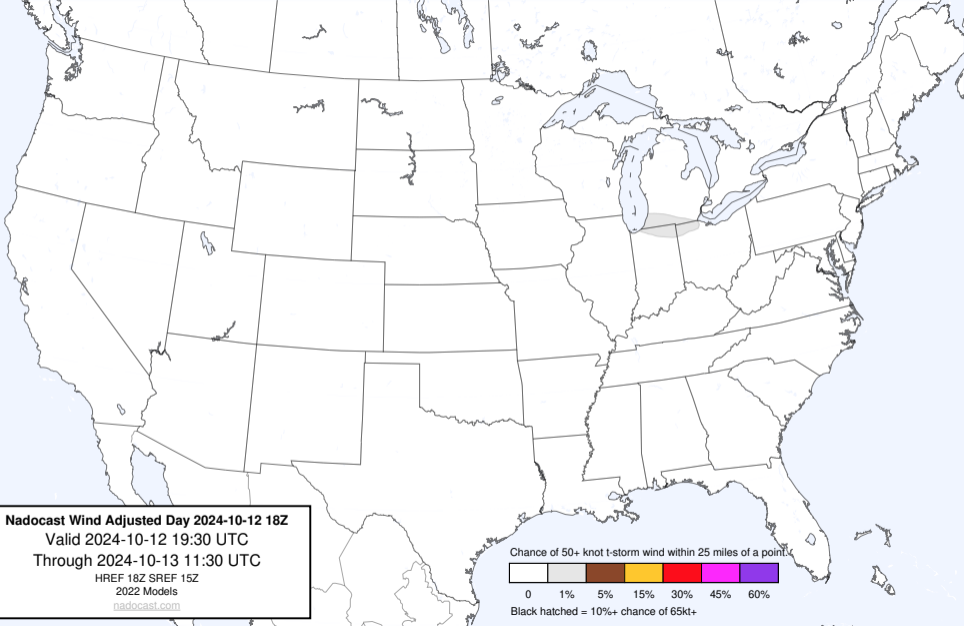 Nadocast Wind Adjusted Day 2024-10-12 18Z
Valid 2024-10-12 19:30 UTC
Through 2024-10-13 11:30 UTC
HREF 18Z SREF 15Z
2022 Models
nadocast.com
Chance of 50+ knot t-storm wind within 25 miles of a point.
0 1% 5% 15% 30% 45% 60%
Black hatched = 10%+ chance of 65kt+